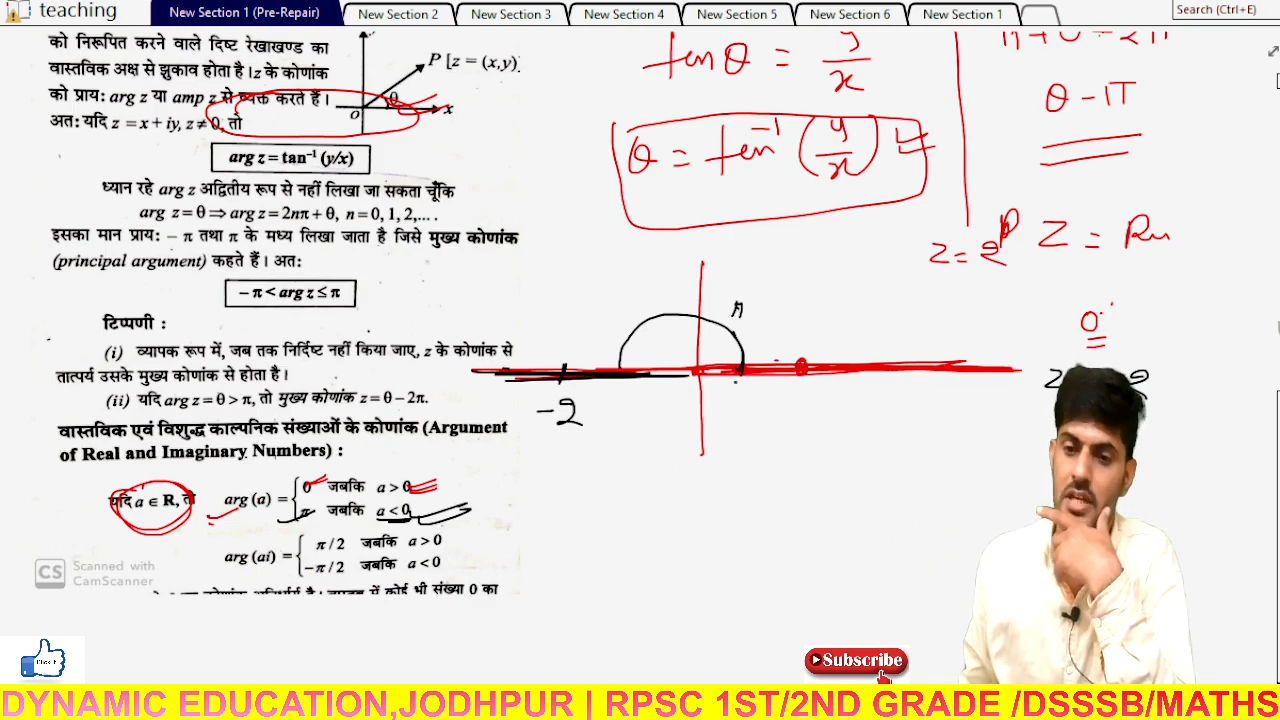 teaching
New Section 1 (Pre-Repair)
New Section 2
New Section 3
New Section 4
New Section 5
New Section 6
New Section 1
Search (Ctrl+E)
को निरूपित करने वाले दिष्ट रेखाखण्ड का
वास्तविक अक्ष से झुकाव होता है। z के कोणांक
को प्राय: arg z या amp z से व्यक्त करते हैं।
अत: यदि z = x + iy, z ≠ 0, तो
P [z = (x, y)]
θ
O
x
arg z = tan⁻¹ (y/x)
ध्यान रहे arg z अद्वितीय रूप से नहीं लिखा जा सकता चूँकि
arg z = θ ⇒ arg z = 2nπ + θ, n = 0, 1, 2,... .
इसका मान प्राय: – π तथा π के मध्य लिखा जाता है जिसे मुख्य कोणांक
(principal argument) कहते हैं। अत:
– π < arg z ≤ π
टिप्पणी :
(i) व्यापक रूप में, जब तक निर्दिष्ट नहीं किया जाए, z के कोणांक से
तात्पर्य उसके मुख्य कोणांक से होता है।
(ii) यदि arg z = θ > π, तो मुख्य कोणांक z = θ – 2π.
वास्तविक एवं विशुद्ध काल्पनिक संख्याओं के कोणांक (Argument
of Real and Imaginary Numbers) :
यदि a ∈ R, तो arg (a) = { 0 जबकि a > 0
π जबकि a < 0
arg (ai) = { π/2 जबकि a > 0
–π/2 जबकि a < 0
CS Scanned with
CamScanner
tan θ = y/x
θ = tan⁻¹ (y/x)
θ - π
z =
Z =
π
0
-2
Subscribe
DYNAMIC EDUCATION,JODHPUR | RPSC 1ST/2ND GRADE /DSSSB/MATHS